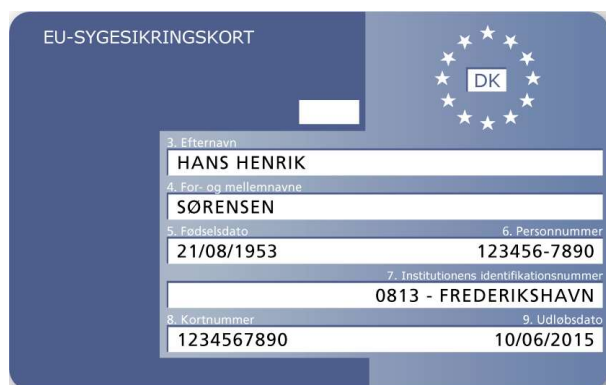 EU-SYGESIKRINGSKORT
DK
3. Efternavn
HANS HENRIK
4. For- og mellemnavne
SØRENSEN
5. Fødselsdato 6. Personnummer
21/08/1953 123456-7890
7. Institutionens identifikationsnummer
0813 - FREDERIKSHAVN
8. Kortnummer 9. Udløbsdato
1234567890 10/06/2015